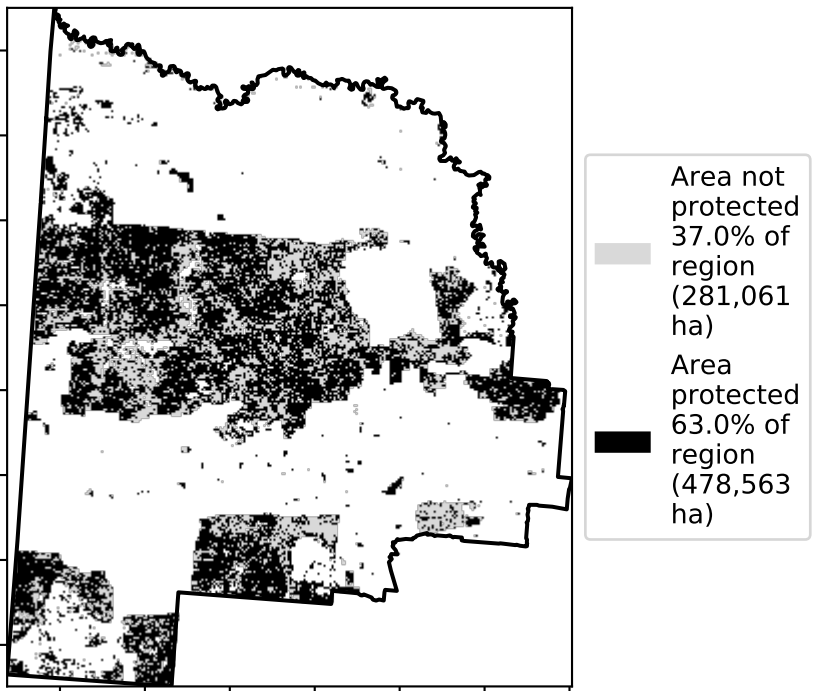 Area not
protected
37.0% of
region
(281,061
ha)
Area
protected
63.0% of
region
(478,563
ha)